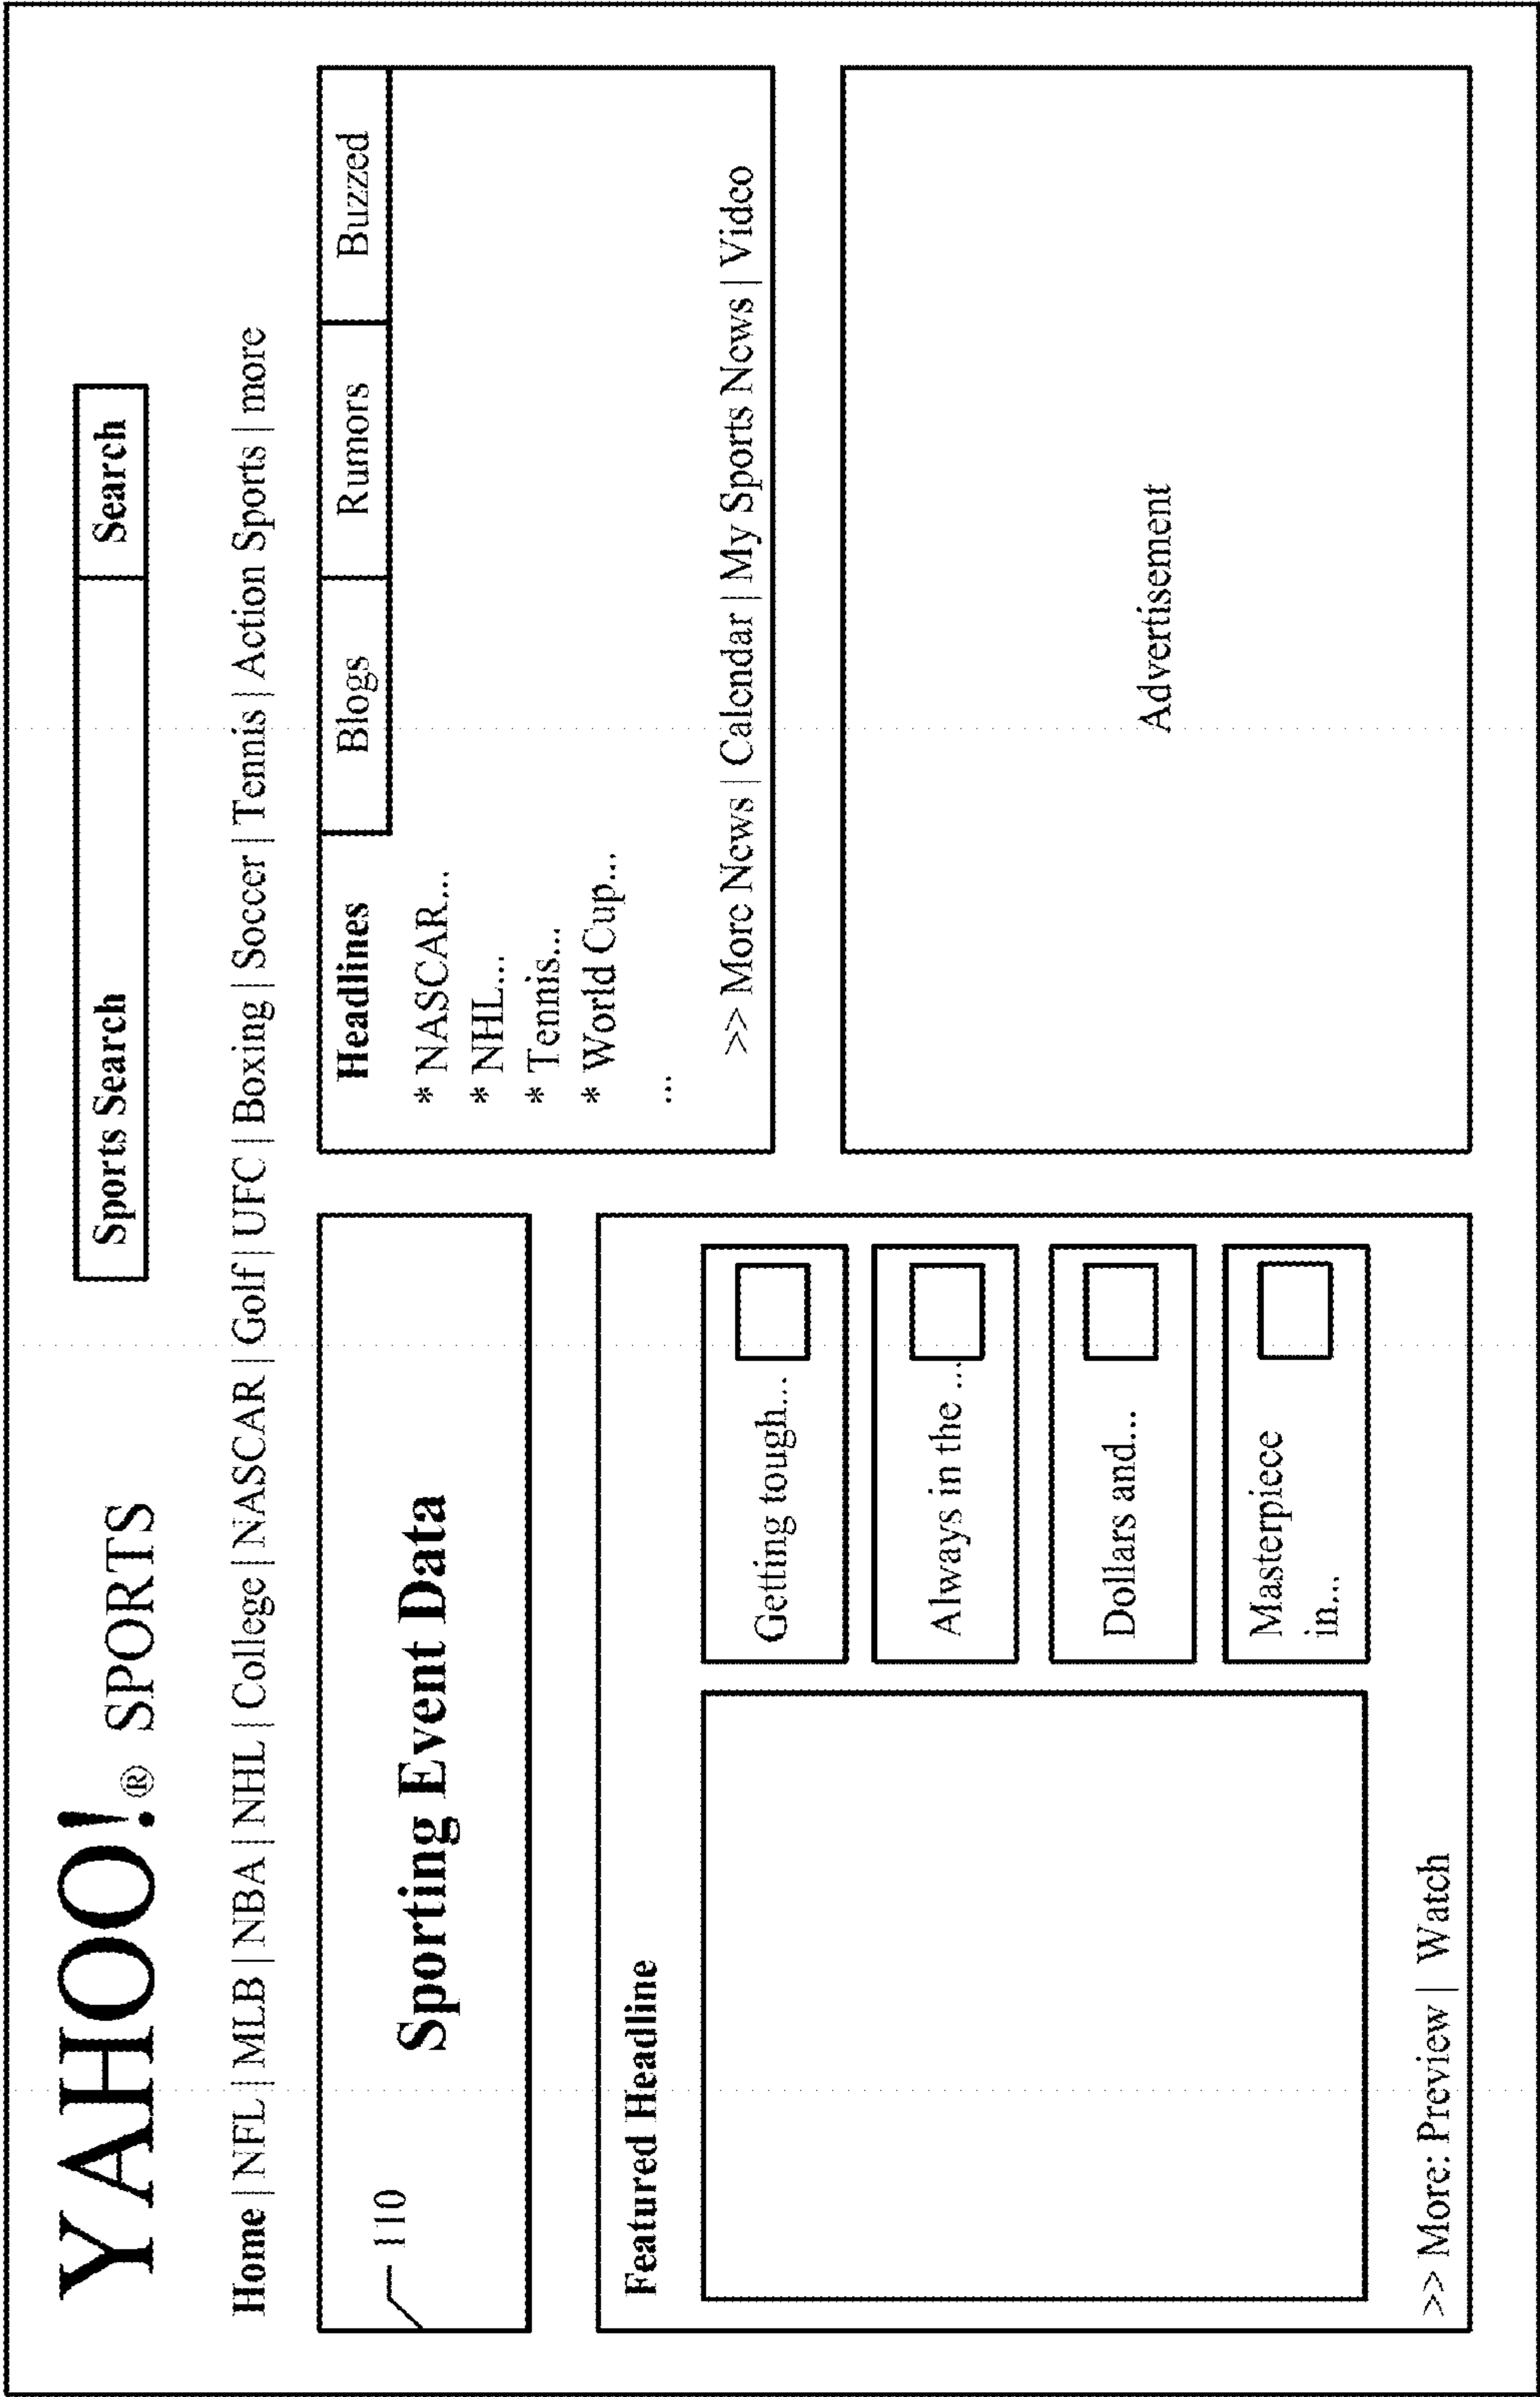 YAHOO!® SPORTS
Sports Search
Search
Home | NFL | MLB | NBA | NHL | College | NASCAR | Golf | UFC | Boxing | Soccer | Tennis | Action Sports | more
110
Sporting Event Data
Featured Headline
Getting tough...
Always in the ...
Dollars and...
Masterpiece
in...
>> More: Preview | Watch
Headlines
Blogs
Rumors
Buzzed
* NASCAR...
* NHL...
* Tennis...
* World Cup...
...
>> More News | Calendar | My Sports News | Video
Advertisement